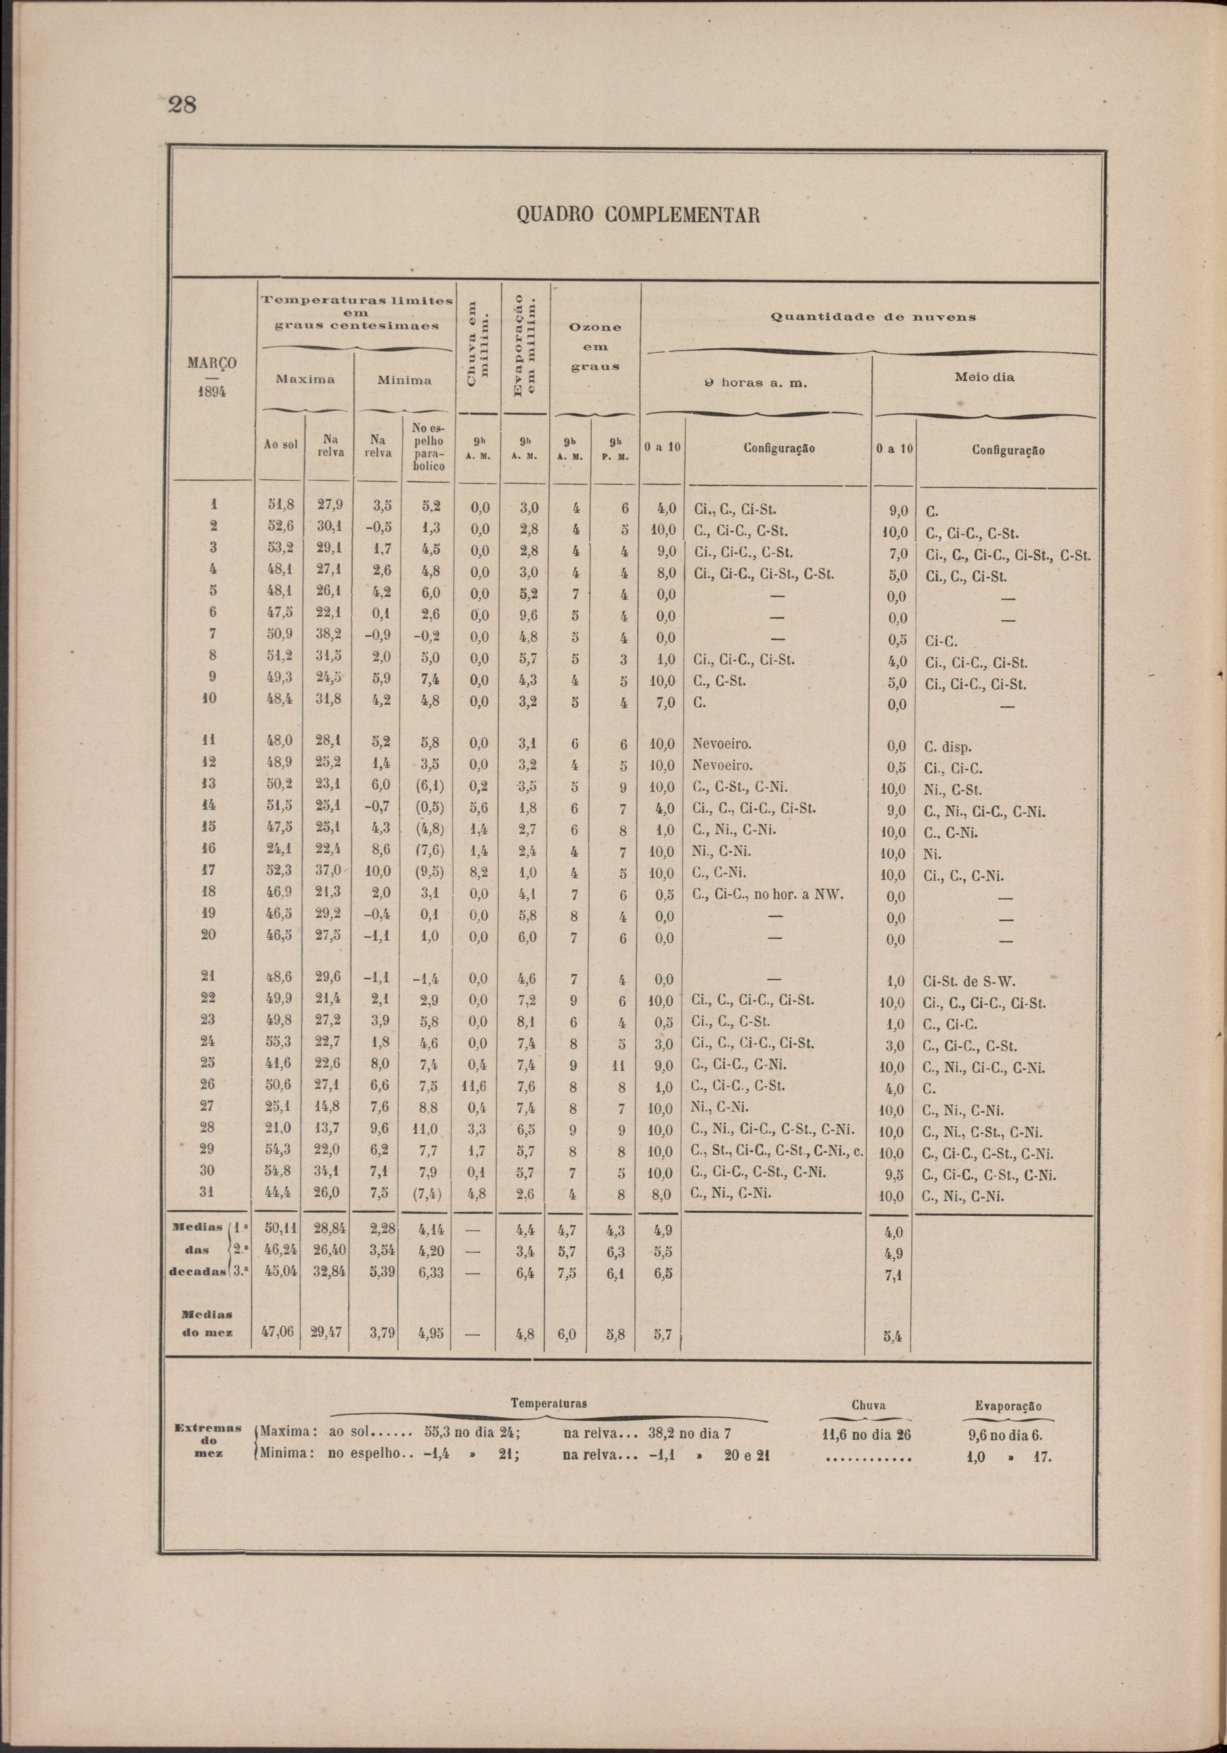 28
QUADRO COMPLEMENTAR
MARÇO
1894
Temperaturas limites
em
graus centesimaes
Maxima
Minima
Ao sol
Na
relva
Na
relva
No es-
pelho
para-
bolico
Chuva em
millim.
9h
A. M.
Evaporação
em millim.
9h
A. M.
Ozone
em
graus
9h
A. M.
9h
P. M.
Quantidade de nuvens
9 horas a. m.
0 a 10
Configuração
Meio dia
0 a 10
Configuração
1 51,8 27,9 3,5 5,2 0,0 3,0 4 6 4,0 Ci., C., Ci-St. 9,0 C.
2 52,6 30,1 -0,5 1,3 0,0 2,8 4 5 10,0 C., Ci-C., C-St. 10,0 C., Ci-C., C-St.
3 53,2 29,1 1,7 4,5 0,0 2,8 4 4 9,0 Ci., Ci-C., C-St. 7,0 Ci., C., Ci-C., Ci-St., C-St.
4 48,1 27,1 2,6 4,8 0,0 3,0 4 4 8,0 Ci., Ci-C., Ci-St., C-St. 5,0 Ci., C., Ci-St.
5 48,1 26,1 4,2 6,0 0,0 5,2 7 4 0,0 — 0,0 —
6 47,5 22,1 0,1 2,6 0,0 9,6 5 4 0,0 — 0,0 —
7 50,9 38,2 -0,9 -0,2 0,0 4,8 5 4 0,0 — 0,5 Ci-C.
8 51,2 31,5 2,0 5,0 0,0 5,7 5 3 1,0 Ci., Ci-C., Ci-St. 4,0 Ci., Ci-C., Ci-St.
9 49,3 24,5 5,9 7,4 0,0 4,3 4 5 10,0 C., C-St. 5,0 Ci., Ci-C., Ci-St.
10 48,4 31,8 4,2 4,8 0,0 3,2 5 4 7,0 C. 0,0 —
11 48,0 28,1 5,2 5,8 0,0 3,1 6 6 10,0 Nevoeiro. 0,0 C. disp.
12 48,9 25,2 1,4 3,5 0,0 3,2 4 5 10,0 Nevoeiro. 0,5 Ci., Ci-C.
13 50,2 23,1 6,0 (6,1) 0,2 3,5 5 9 10,0 C., C-St., C-Ni. 10,0 Ni., C-St.
14 51,5 25,1 -0,7 (0,5) 5,6 1,8 6 7 4,0 Ci., C., Ci-C., Ci-St. 9,0 C., Ni., Ci-C., C-Ni.
15 47,5 25,1 4,3 (4,8) 1,4 2,7 6 8 1,0 C., Ni., C-Ni. 10,0 C., C-Ni.
16 24,1 22,4 8,6 (7,6) 1,4 2,4 4 7 10,0 Ni., C-Ni. 10,0 Ni.
17 52,3 37,0 10,0 (9,5) 8,2 1,0 4 5 10,0 C., C-Ni. 10,0 Ci., C., C-Ni.
18 46,9 21,3 2,0 3,1 0,0 4,1 7 6 0,5 C., Ci-C., no hor. a NW. 0,0 —
19 46,5 29,2 -0,4 0,1 0,0 5,8 8 4 0,0 — 0,0 —
20 46,5 27,5 -1,1 1,0 0,0 6,0 7 6 0,0 — 0,0 —
21 48,6 29,6 -1,1 -1,4 0,0 4,6 7 4 0,0 — 1,0 Ci-St. de S-W.
22 49,9 21,4 2,1 2,9 0,0 7,2 9 6 10,0 Ci., C., Ci-C., Ci-St. 10,0 Ci., C., Ci-C., Ci-St.
23 49,8 27,2 3,9 5,8 0,0 8,1 6 4 0,5 Ci., C., C-St. 1,0 C., Ci-C.
24 55,3 22,7 1,8 4,6 0,0 7,4 8 5 3,0 Ci., C., Ci-C., Ci-St. 3,0 C., Ci-C., C-St.
25 41,6 22,6 8,0 7,4 0,4 7,4 9 11 9,0 C., Ci-C., C-Ni. 10,0 C., Ni., Ci-C., C-Ni.
26 50,6 27,1 6,6 7,5 11,6 7,6 8 8 1,0 C., Ci-C., C-St. 4,0 C.
27 25,1 14,8 7,6 8,8 0,4 7,4 8 7 10,0 Ni., C-Ni. 10,0 C., Ni., C-Ni.
28 21,0 13,7 9,6 11,0 3,3 6,5 9 9 10,0 C., Ni., Ci-C., C-St., C-Ni. 10,0 C., Ni., C-St., C-Ni.
29 54,3 22,0 6,2 7,7 1,7 5,7 8 8 10,0 C., St., Ci-C., C-St., C-Ni., c. 10,0 C., Ci-C., C-St., C-Ni.
30 54,8 34,1 7,1 7,9 0,1 5,7 7 5 10,0 C., Ci-C., C-St., C-Ni. 9,5 C., Ci-C., C-St., C-Ni.
31 44,4 26,0 7,5 (7,4) 4,8 2,6 4 8 8,0 C., Ni., C-Ni. 10,0 C., Ni., C-Ni.
Medias 1.ª 50,11 28,84 2,28 4,14 — 4,4 4,7 4,3 4,9 4,0
das 2.ª 46,24 26,40 3,54 4,20 — 3,4 5,7 6,3 5,5 4,9
decadas 3.ª 45,04 32,84 5,39 6,33 — 6,4 7,5 6,1 6,5 7,1
Medias
do mez 47,06 29,47 3,79 4,95 — 4,8 6,0 5,8 5,7 5,4
Temperaturas Chuva Evaporação
Extremas
do
mez
Maxima: ao sol...... 55,3 no dia 24; na relva... 38,2 no dia 7 11,6 no dia 26 9,6 no dia 6.
Minima: no espelho.. -1,4 » 21; na relva... -1,1 » 20 e 21 ............ 1,0 » 17.